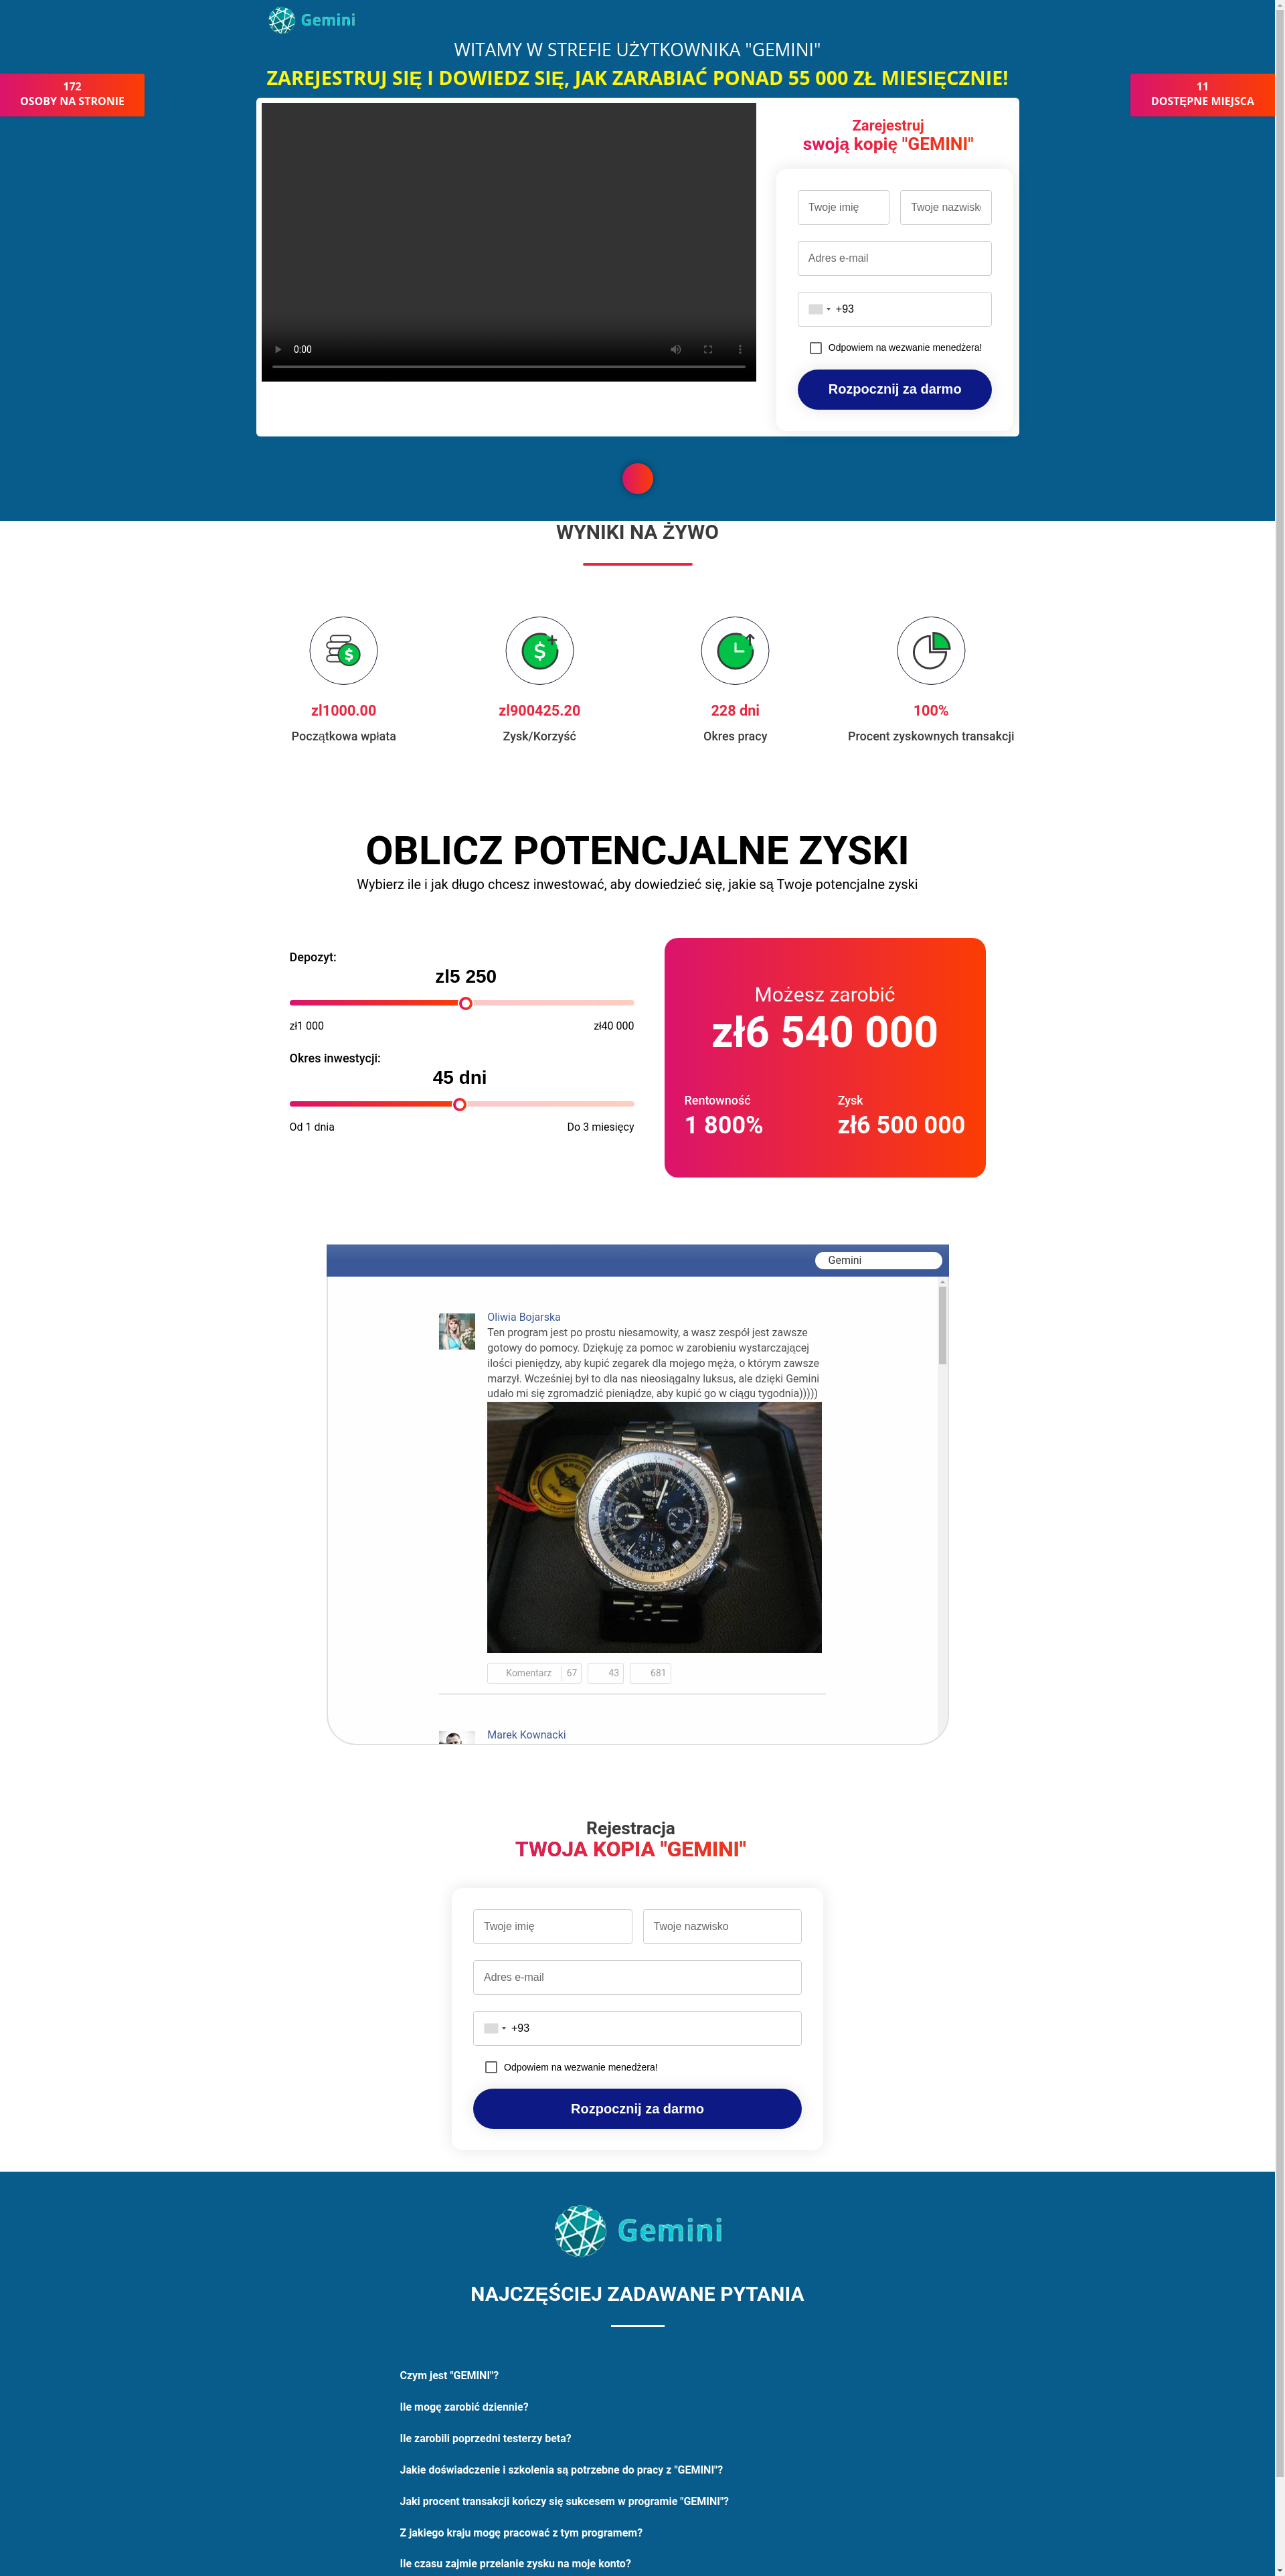 Gemini
WITAMY W STREFIE UŻYTKOWNIKA "GEMINI"
ZAREJESTRUJ SIĘ I DOWIEDZ SIĘ, JAK ZARABIAĆ PONAD 55 000 ZŁ MIESIĘCZNIE!
172
OSOBY NA STRONIE
11
DOSTĘPNE MIEJSCA
0:00
Zarejestruj
swoją kopię "GEMINI"
Twoje imię
Twoje nazwisko
Adres e-mail
+93
Odpowiem na wezwanie menedżera!
Rozpocznij za darmo
WYNIKI NA ŻYWO
zl1000.00
Początkowa wpłata
zl900425.20
Zysk/Korzyść
228 dni
Okres pracy
100%
Procent zyskownych transakcji
OBLICZ POTENCJALNE ZYSKI
Wybierz ile i jak długo chcesz inwestować, aby dowiedzieć się, jakie są Twoje potencjalne zyski
Depozyt:
zl5 250
zł1 000
zł40 000
Okres inwestycji:
45 dni
Od 1 dnia
Do 3 miesięcy
Możesz zarobić
zł6 540 000
Rentowność
1 800%
Zysk
zł6 500 000
Gemini
Oliwia Bojarska
Ten program jest po prostu niesamowity, a wasz zespół jest zawsze
gotowy do pomocy. Dziękuję za pomoc w zarobieniu wystarczającej
ilości pieniędzy, aby kupić zegarek dla mojego męża, o którym zawsze
marzył. Wcześniej był to dla nas nieosiągalny luksus, ale dzięki Gemini
udało mi się zgromadzić pieniądze, aby kupić go w ciągu tygodnia)))))
Komentarz
67
43
681
Marek Kownacki
Rejestracja
TWOJA KOPIA "GEMINI"
Twoje imię
Twoje nazwisko
Adres e-mail
+93
Odpowiem na wezwanie menedżera!
Rozpocznij za darmo
Gemini
NAJCZĘŚCIEJ ZADAWANE PYTANIA
Czym jest "GEMINI"?
Ile mogę zarobić dziennie?
Ile zarobili poprzedni testerzy beta?
Jakie doświadczenie i szkolenia są potrzebne do pracy z "GEMINI"?
Jaki procent transakcji kończy się sukcesem w programie "GEMINI"?
Z jakiego kraju mogę pracować z tym programem?
Ile czasu zajmie przelanie zysku na moje konto?